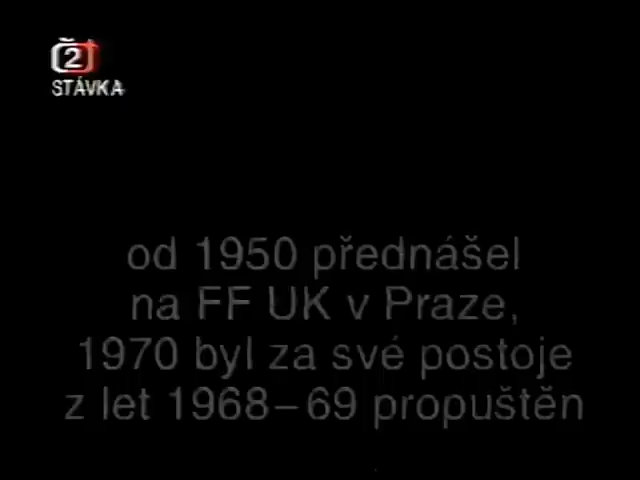 2
STÁVKA
od 1950 přednášel
na FF UK v Praze,
1970 byl za své postoje
z let 1968–69 propuštěn